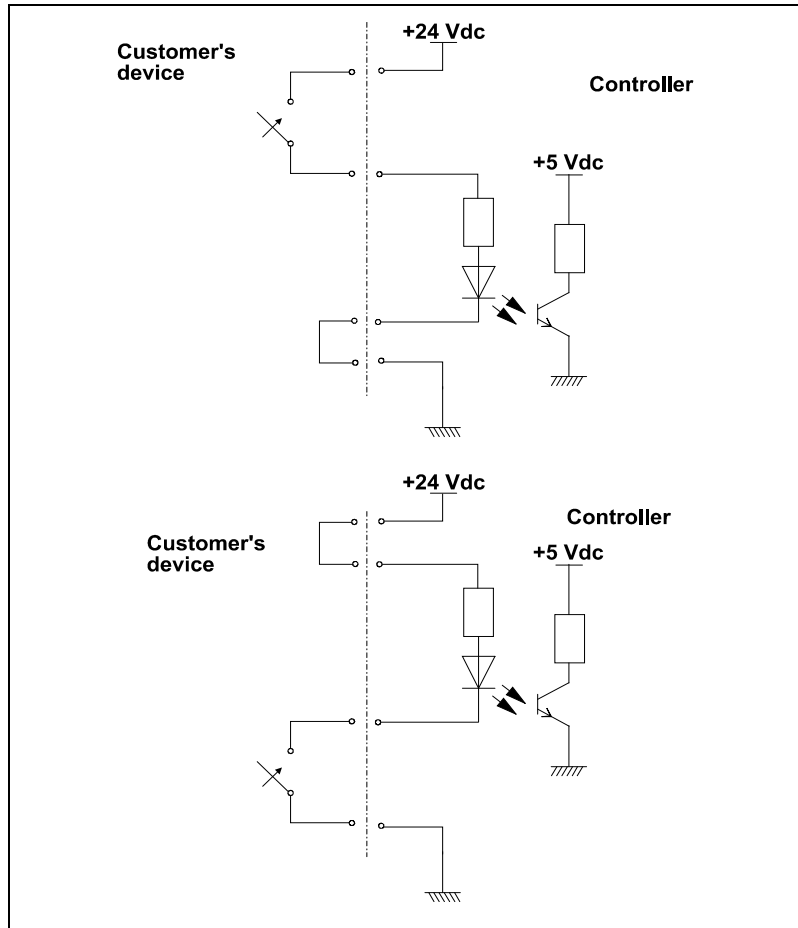 +24 Vdc
Customer's
device
Controller
+5 Vdc
+24 Vdc
Controller
Customer's
device
+5 Vdc